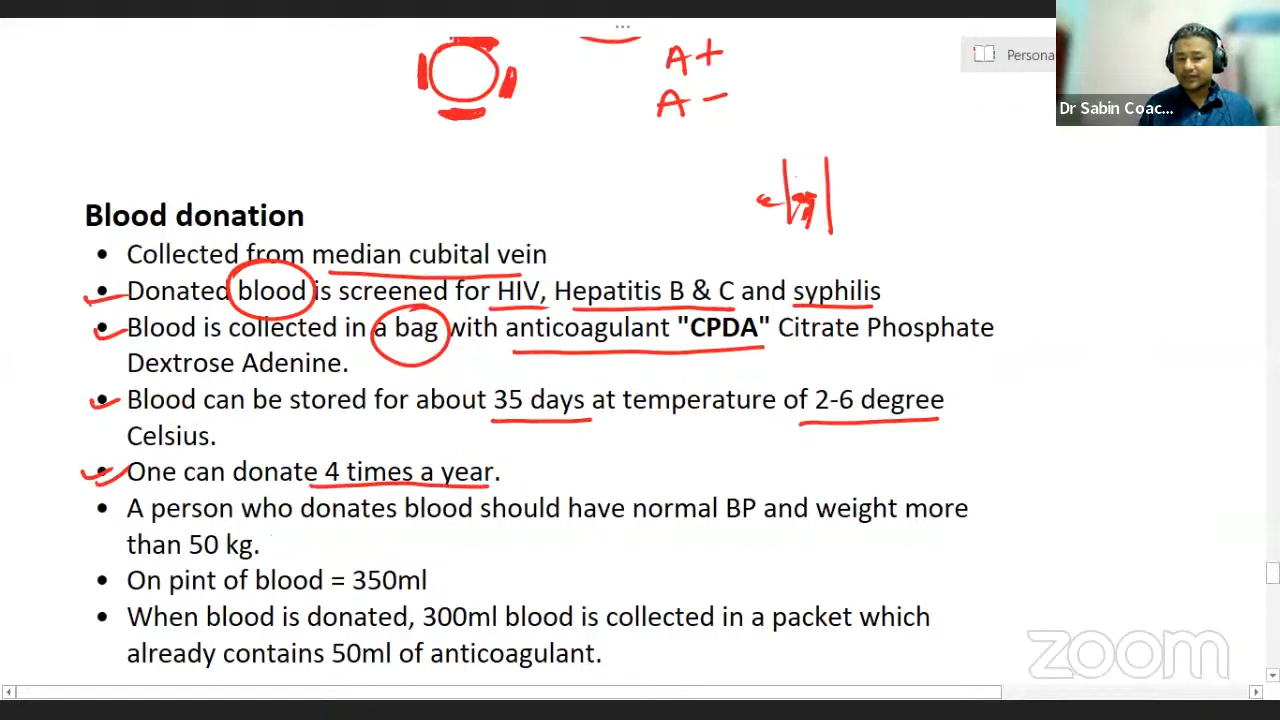 A+
A-
Persona
Dr Sabin Coac...
Blood donation
• Collected from median cubital vein
• Donated blood is screened for HIV, Hepatitis B & C and syphilis
• Blood is collected in a bag with anticoagulant "CPDA" Citrate Phosphate
Dextrose Adenine.
• Blood can be stored for about 35 days at temperature of 2-6 degree
Celsius.
• One can donate 4 times a year.
• A person who donates blood should have normal BP and weight more
than 50 kg.
• On pint of blood = 350ml
• When blood is donated, 300ml blood is collected in a packet which
already contains 50ml of anticoagulant.
zoom